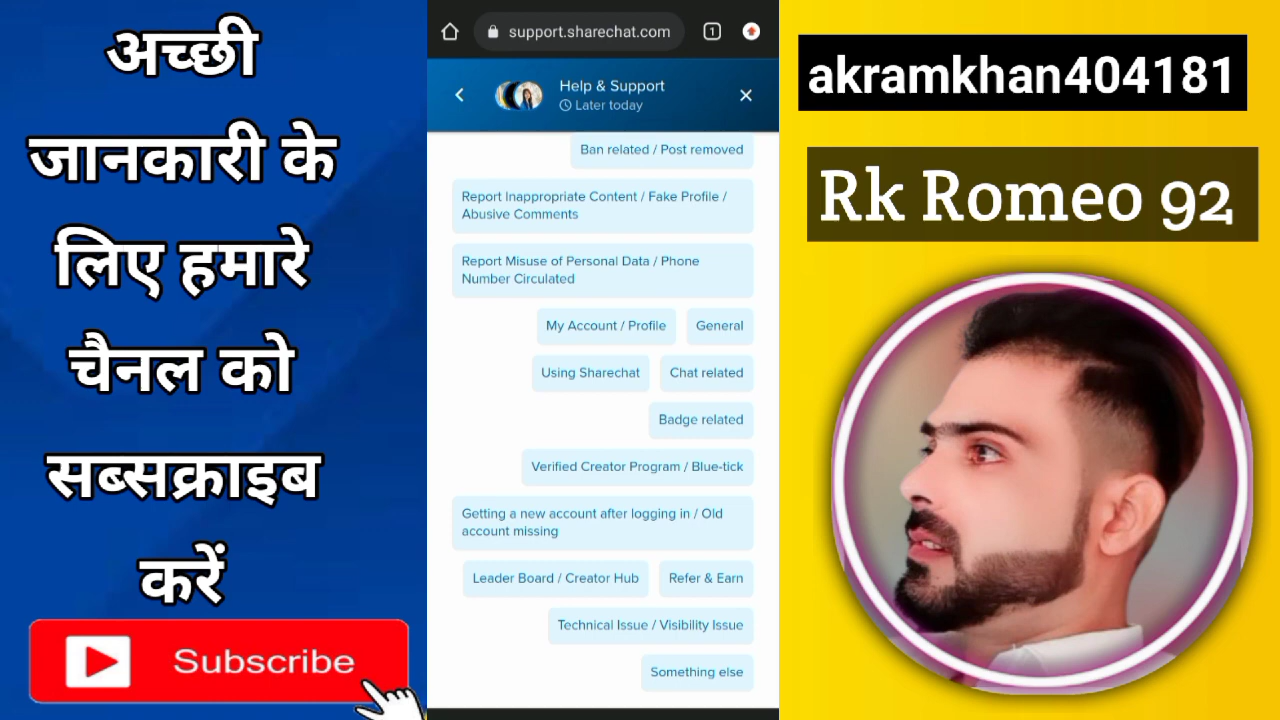 अच्छी
जानकारी के
लिए हमारे
चैनल को
सब्सक्राइब
करें
Subscribe
support.sharechat.com
1
Help & Support
Later today
Ban related / Post removed
Report Inappropriate Content / Fake Profile /
Abusive Comments
Report Misuse of Personal Data / Phone
Number Circulated
My Account / Profile General
Using Sharechat Chat related
Badge related
Verified Creator Program / Blue-tick
Getting a new account after logging in / Old
account missing
Leader Board / Creator Hub Refer & Earn
Technical Issue / Visibility Issue
Something else
akramkhan404181
Rk Romeo 92